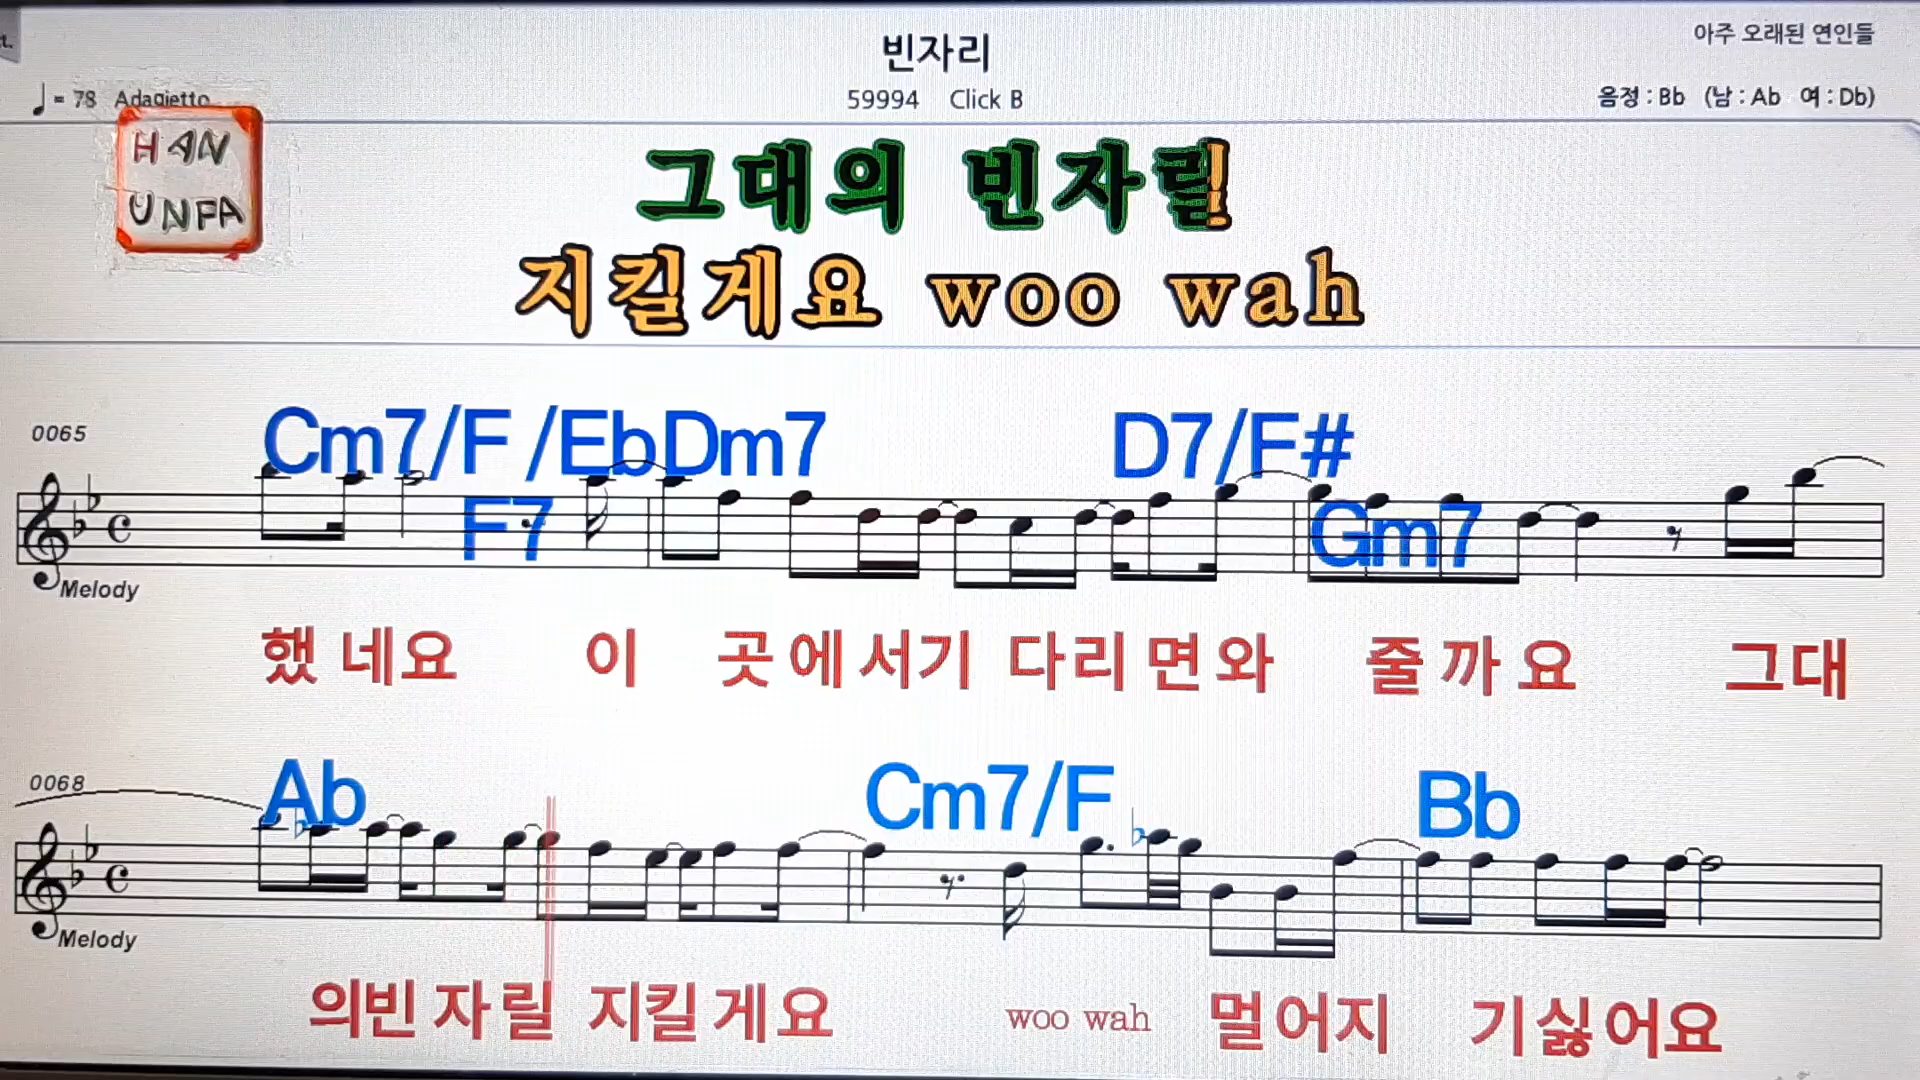 아주 오래된 연인들
빈자리
♩= 78 Adagietto
59994 Click B
음정 : Bb (남 : Ab 여 : Db)
HAN
UNFA
그대의 빈자릴
지킬게요 woo wah
0065
Cm7/F /Eb Dm7 D7/F#
F7 Gm7
Melody
했네요 이 곳에서기 다리면와 줄까요 그대
0068
Ab Cm7/F Bb
Melody
의빈자릴 지킬게요 woo wah 멀어지 기싫어요